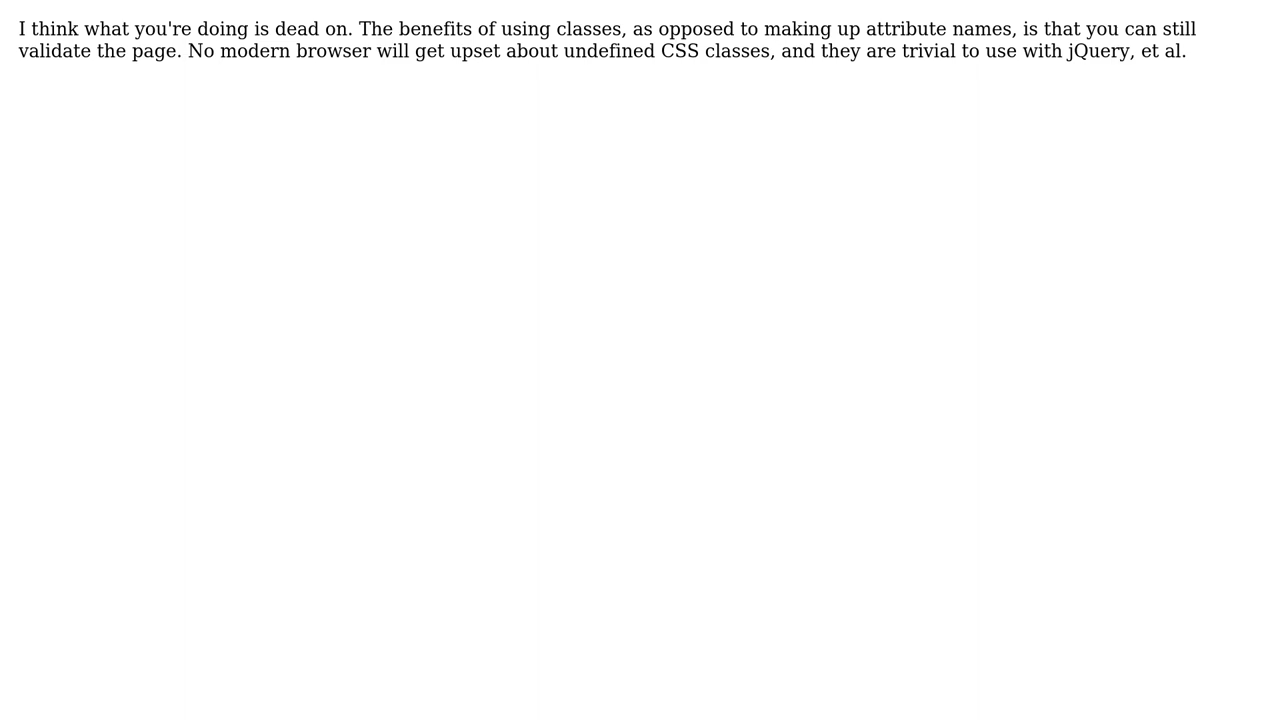 I think what you're doing is dead on. The benefits of using classes, as opposed to making up attribute names, is that you can still
validate the page. No modern browser will get upset about undefined CSS classes, and they are trivial to use with jQuery, et al.